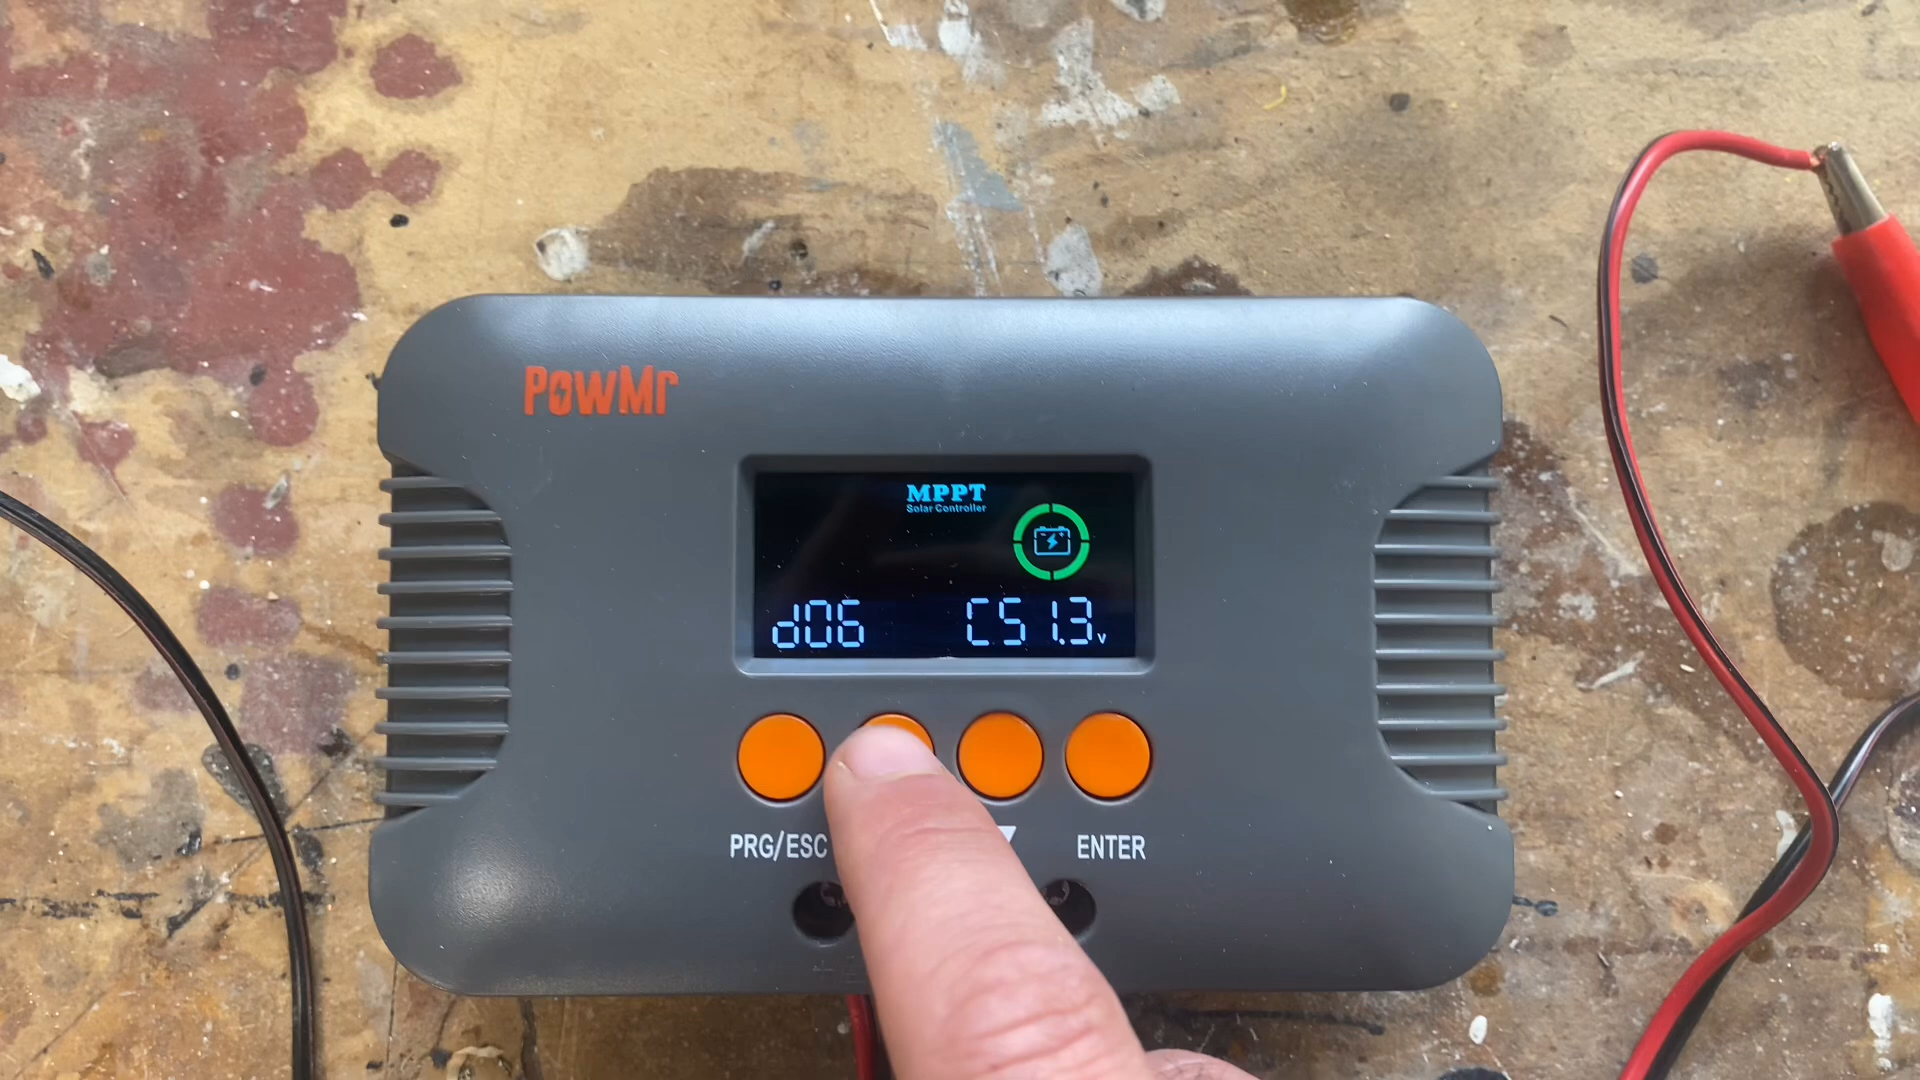 PowMr
MPPT
Solar Controller
d06 C51.3v
PRG/ESC ENTER